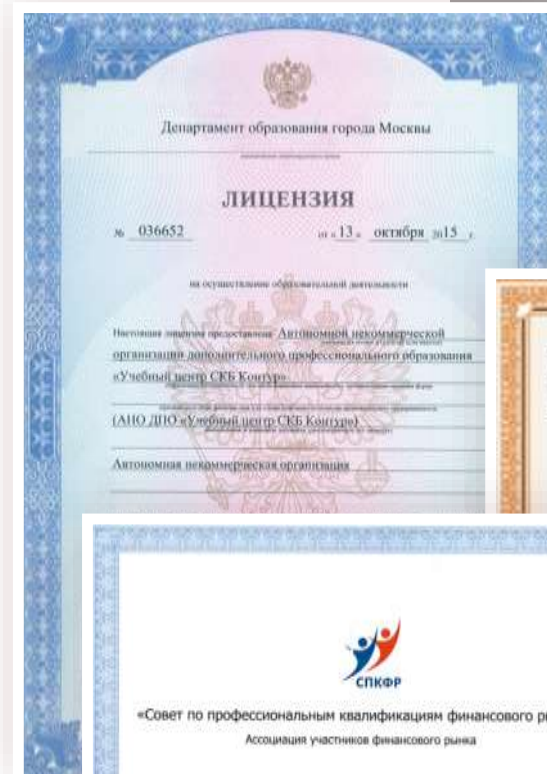 Департамент образования города Москвы
ЛИЦЕНЗИЯ
№ 036652 от « 13 » октября 2015 г.
на осуществление образовательной деятельности
Настоящая лицензия предоставлена Автономной некоммерческой
организации дополнительного профессионального образования
«Учебный центр СКБ Контур»
(АНО ДПО «Учебный центр СКБ Контур»)
Автономная некоммерческая организация
СПКФР
«Совет по профессиональным квалификациям финансового
Ассоциация участников финансового рынка